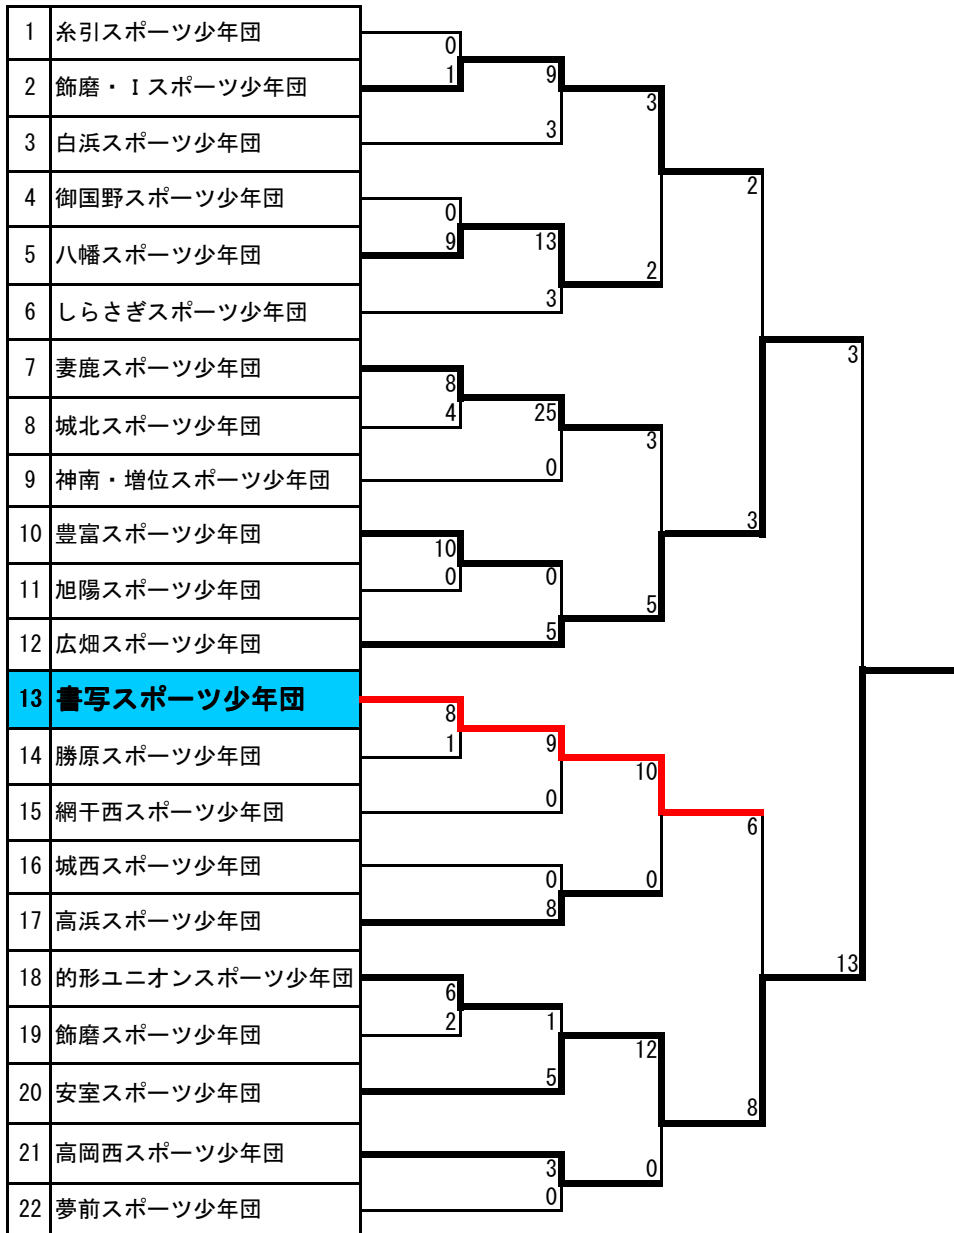 1 糸引スポーツ少年団
2 飾磨・Ｉスポーツ少年団
3 白浜スポーツ少年団
4 御国野スポーツ少年団
5 八幡スポーツ少年団
6 しらさぎスポーツ少年団
7 妻鹿スポーツ少年団
8 城北スポーツ少年団
9 神南・増位スポーツ少年団
10 豊富スポーツ少年団
11 旭陽スポーツ少年団
12 広畑スポーツ少年団
13 書写スポーツ少年団
14 勝原スポーツ少年団
15 網干西スポーツ少年団
16 城西スポーツ少年団
17 高浜スポーツ少年団
18 的形ユニオンスポーツ少年団
19 飾磨スポーツ少年団
20 安室スポーツ少年団
21 高岡西スポーツ少年団
22 夢前スポーツ少年団
0
1
0
9
8
4
10
0
8
1
6
2
9
3
13
3
25
0
0
5
9
0
0
8
1
5
3
0
3
2
3
5
10
0
12
0
2
3
6
8
3
13